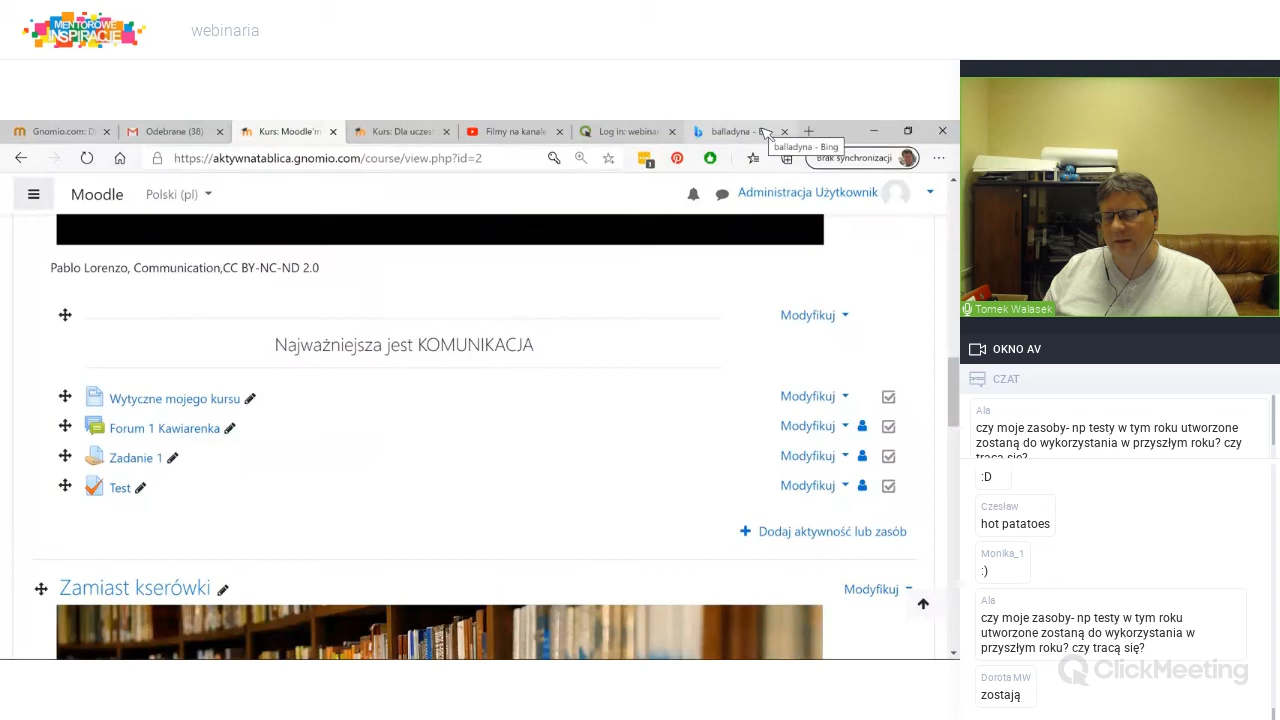 MENTOROWE
INSPIRACJE
webinaria
Gnomio.com: D
Odebrane (38)
Kurs: Moodle'm
Kurs: Dla uczest
Filmy na kanale
Log in: webinar
balladyna - B
balladyna - Bing
https://aktywnatablica.gnomio.com/course/view.php?id=2
Brak synchronizacji
Moodle
Polski (pl)
Administracja Użytkownik
Pablo Lorenzo, Communication,CC BY-NC-ND 2.0
Modyfikuj
Najważniejsza jest KOMUNIKACJA
Wytyczne mojego kursu
Modyfikuj
Forum 1 Kawiarenka
Modyfikuj
Zadanie 1
Modyfikuj
Test
Modyfikuj
Dodaj aktywność lub zasób
Zamiast kserówki
Modyfikuj
Tomek Walasek
OKNO AV
CZAT
Ala
czy moje zasoby- np testy w tym roku utworzone
zostaną do wykorzystania w przyszłym roku? czy
tracą się?
:D
Czesław
hot patatoes
Monika_1
:)
Ala
czy moje zasoby- np testy w tym roku
utworzone zostaną do wykorzystania w
przyszłym roku? czy tracą się?
ClickMeeting
Dorota MW
zostają